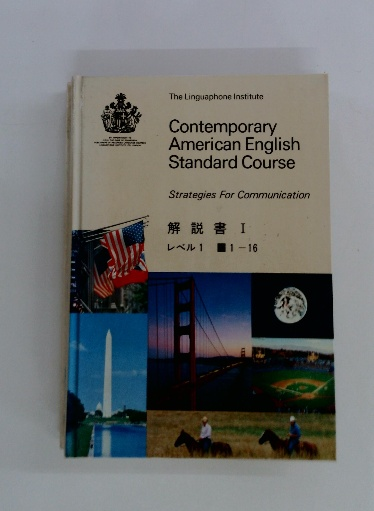 The Linguaphone Institute
Contemporary
American English
Standard Course
Strategies For Communication
解説書 I
レベル1 ■1-16